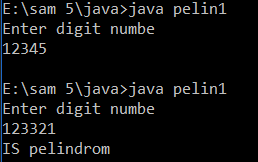 E:\sam 5\java>java pelin1
Enter digit numbe
12345
E:\sam 5\java>java pelin1
Enter digit numbe
123321
IS pelindrom